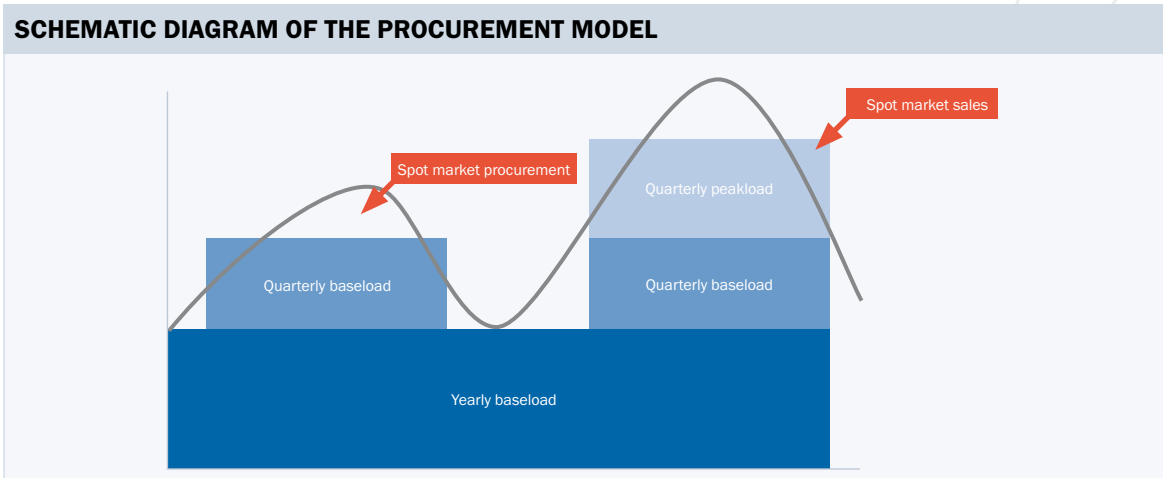 SCHEMATIC DIAGRAM OF THE PROCUREMENT MODEL
Spot market sales
Spot market procurement
Quarterly peakload
Quarterly baseload
Quarterly baseload
Yearly baseload